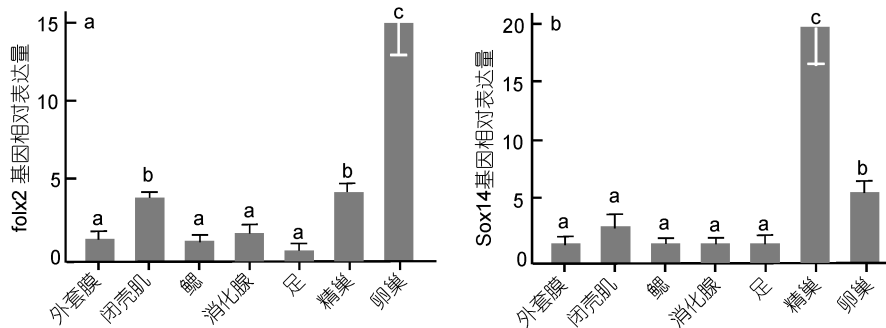 a
folx2 基因相对表达量
15
10
5
0
a
b
a
a
a
b
c
外套膜
闭壳肌
鳃
消化腺
足
精巢
卵巢
b
Sox14基因相对表达量
20
15
10
5
0
a
a
a
a
a
c
b
外套膜
闭壳肌
鳃
消化腺
足
精巢
卵巢